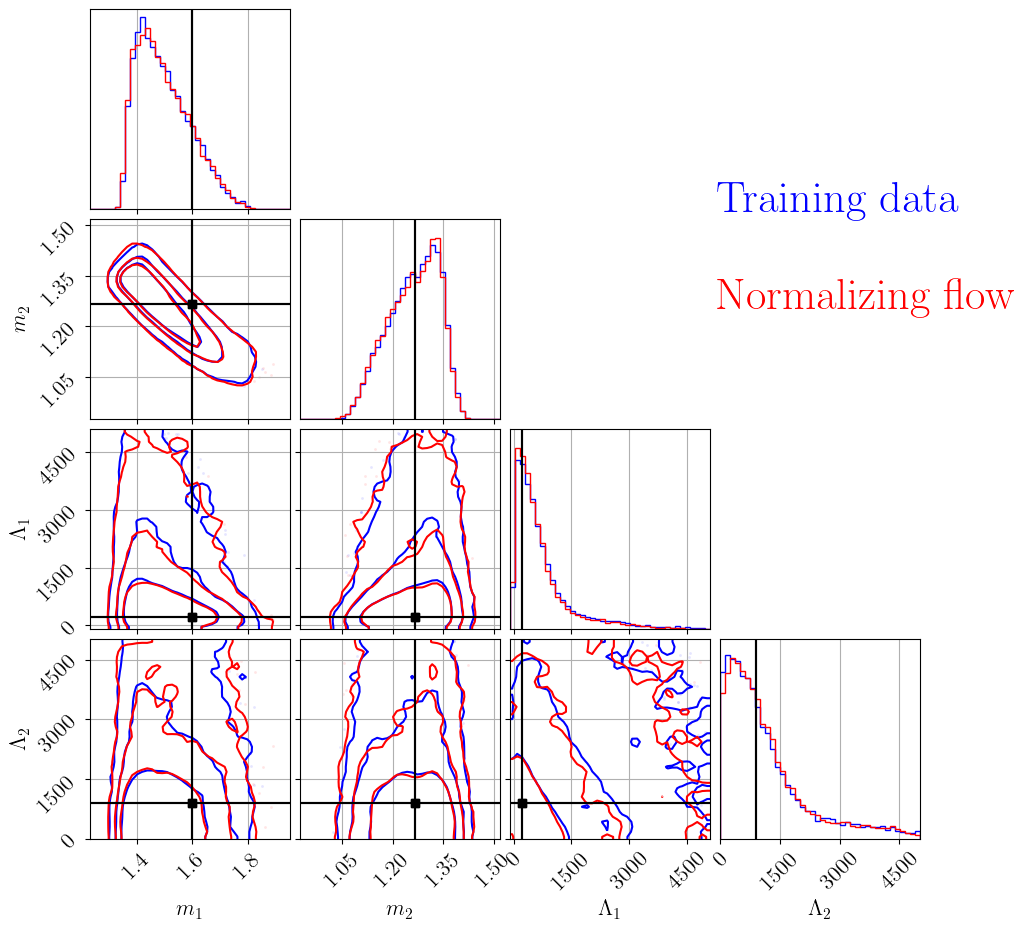 Training data
Normalizing flow
m₂
1.50
1.35
1.20
1.05
Λ₁
4500
3000
1500
0
Λ₂
4500
3000
1500
0
1.4 1.6 1.8
1.05 1.20 1.35 1.50
0 1500 3000 4500
0 1500 3000 4500
m₁ m₂ Λ₁ Λ₂